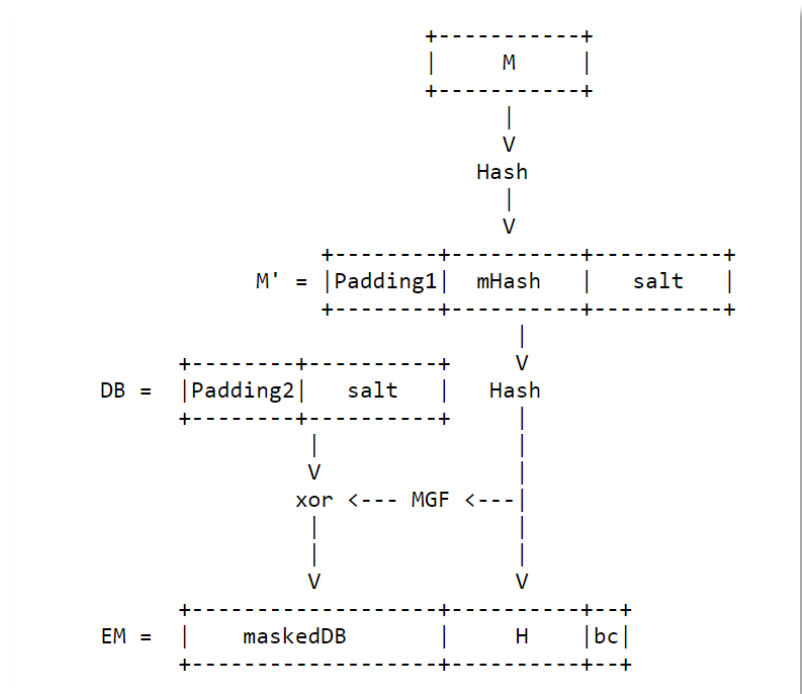 +-----------+
|     M     |
+-----------+
|
V
Hash
|
V
+--------+----------+----------+
M' = |Padding1|  mHash   |   salt   |
+--------+----------+----------+
|
+--------+----------+     V
DB =  |Padding2|   salt   |   Hash
+--------+----------+     |
|               |
V               |
xor <--- MGF <---|
|               |
|               |
V               V
+-------------------+----------+--+
EM =  |    maskedDB       |     H    |bc|
+-------------------+----------+--+